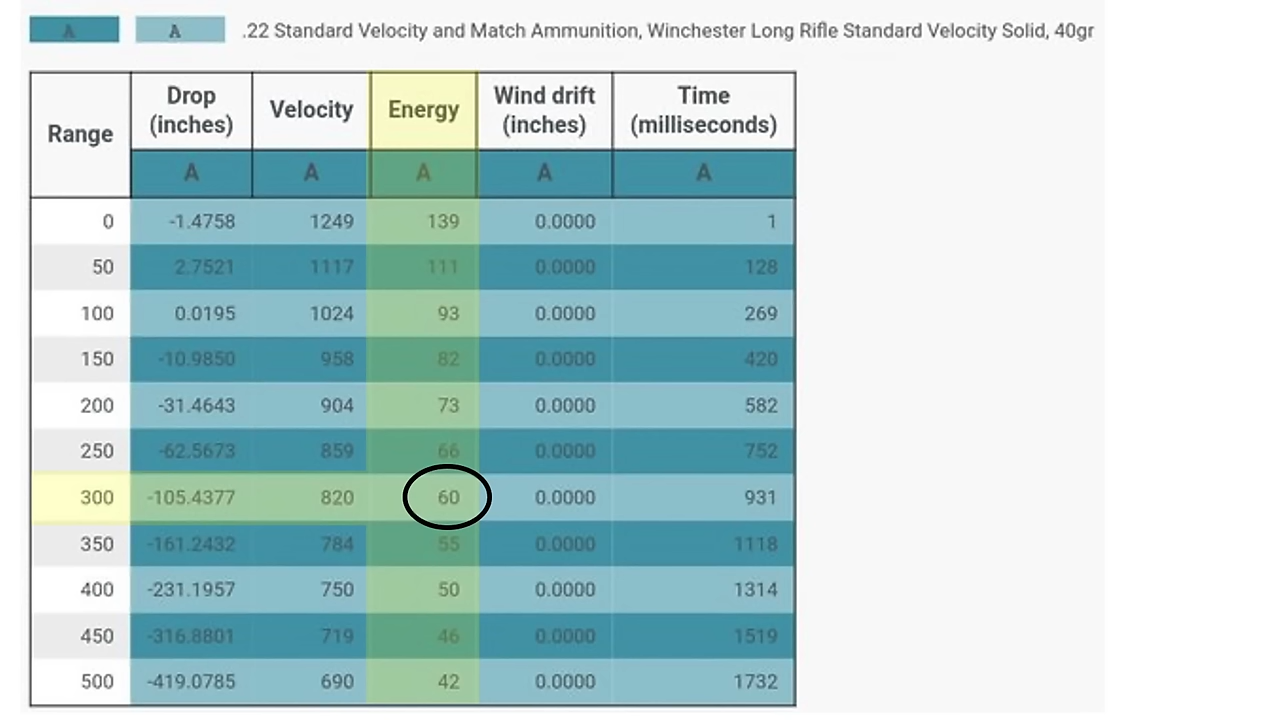 A A .22 Standard Velocity and Match Ammunition, Winchester Long Rifle Standard Velocity Solid, 40gr
Range Drop (inches) Velocity Energy Wind drift (inches) Time (milliseconds)
A A A A A
0 -1.4758 1249 139 0.0000 1
50 2.7521 1117 111 0.0000 128
100 0.0195 1024 93 0.0000 269
150 -10.9850 958 82 0.0000 420
200 -31.4643 904 73 0.0000 582
250 -62.5673 859 66 0.0000 752
300 -105.4377 820 60 0.0000 931
350 -161.2432 784 55 0.0000 1118
400 -231.1957 750 50 0.0000 1314
450 -316.8801 719 46 0.0000 1519
500 -419.0785 690 42 0.0000 1732